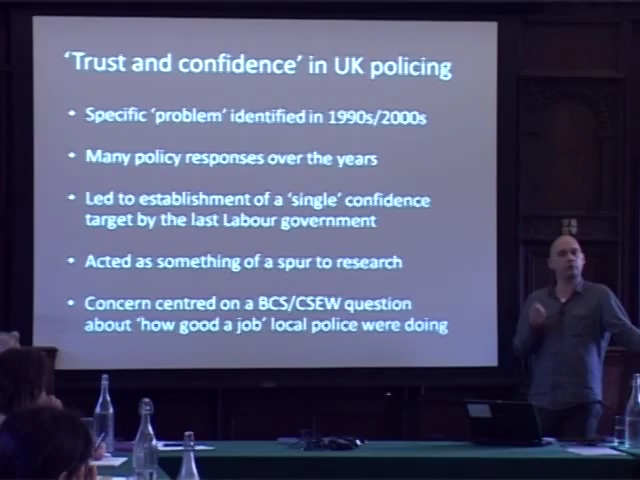 ‘Trust and confidence’ in UK policing
• Specific ‘problem’ identified in 1990s/2000s
• Many policy responses over the years
• Led to establishment of a ‘single’ confidence
target by the last Labour government
• Acted as something of a spur to research
• Concern centred on a BCS/CSEW question
about ‘how good a job’ local police were doing